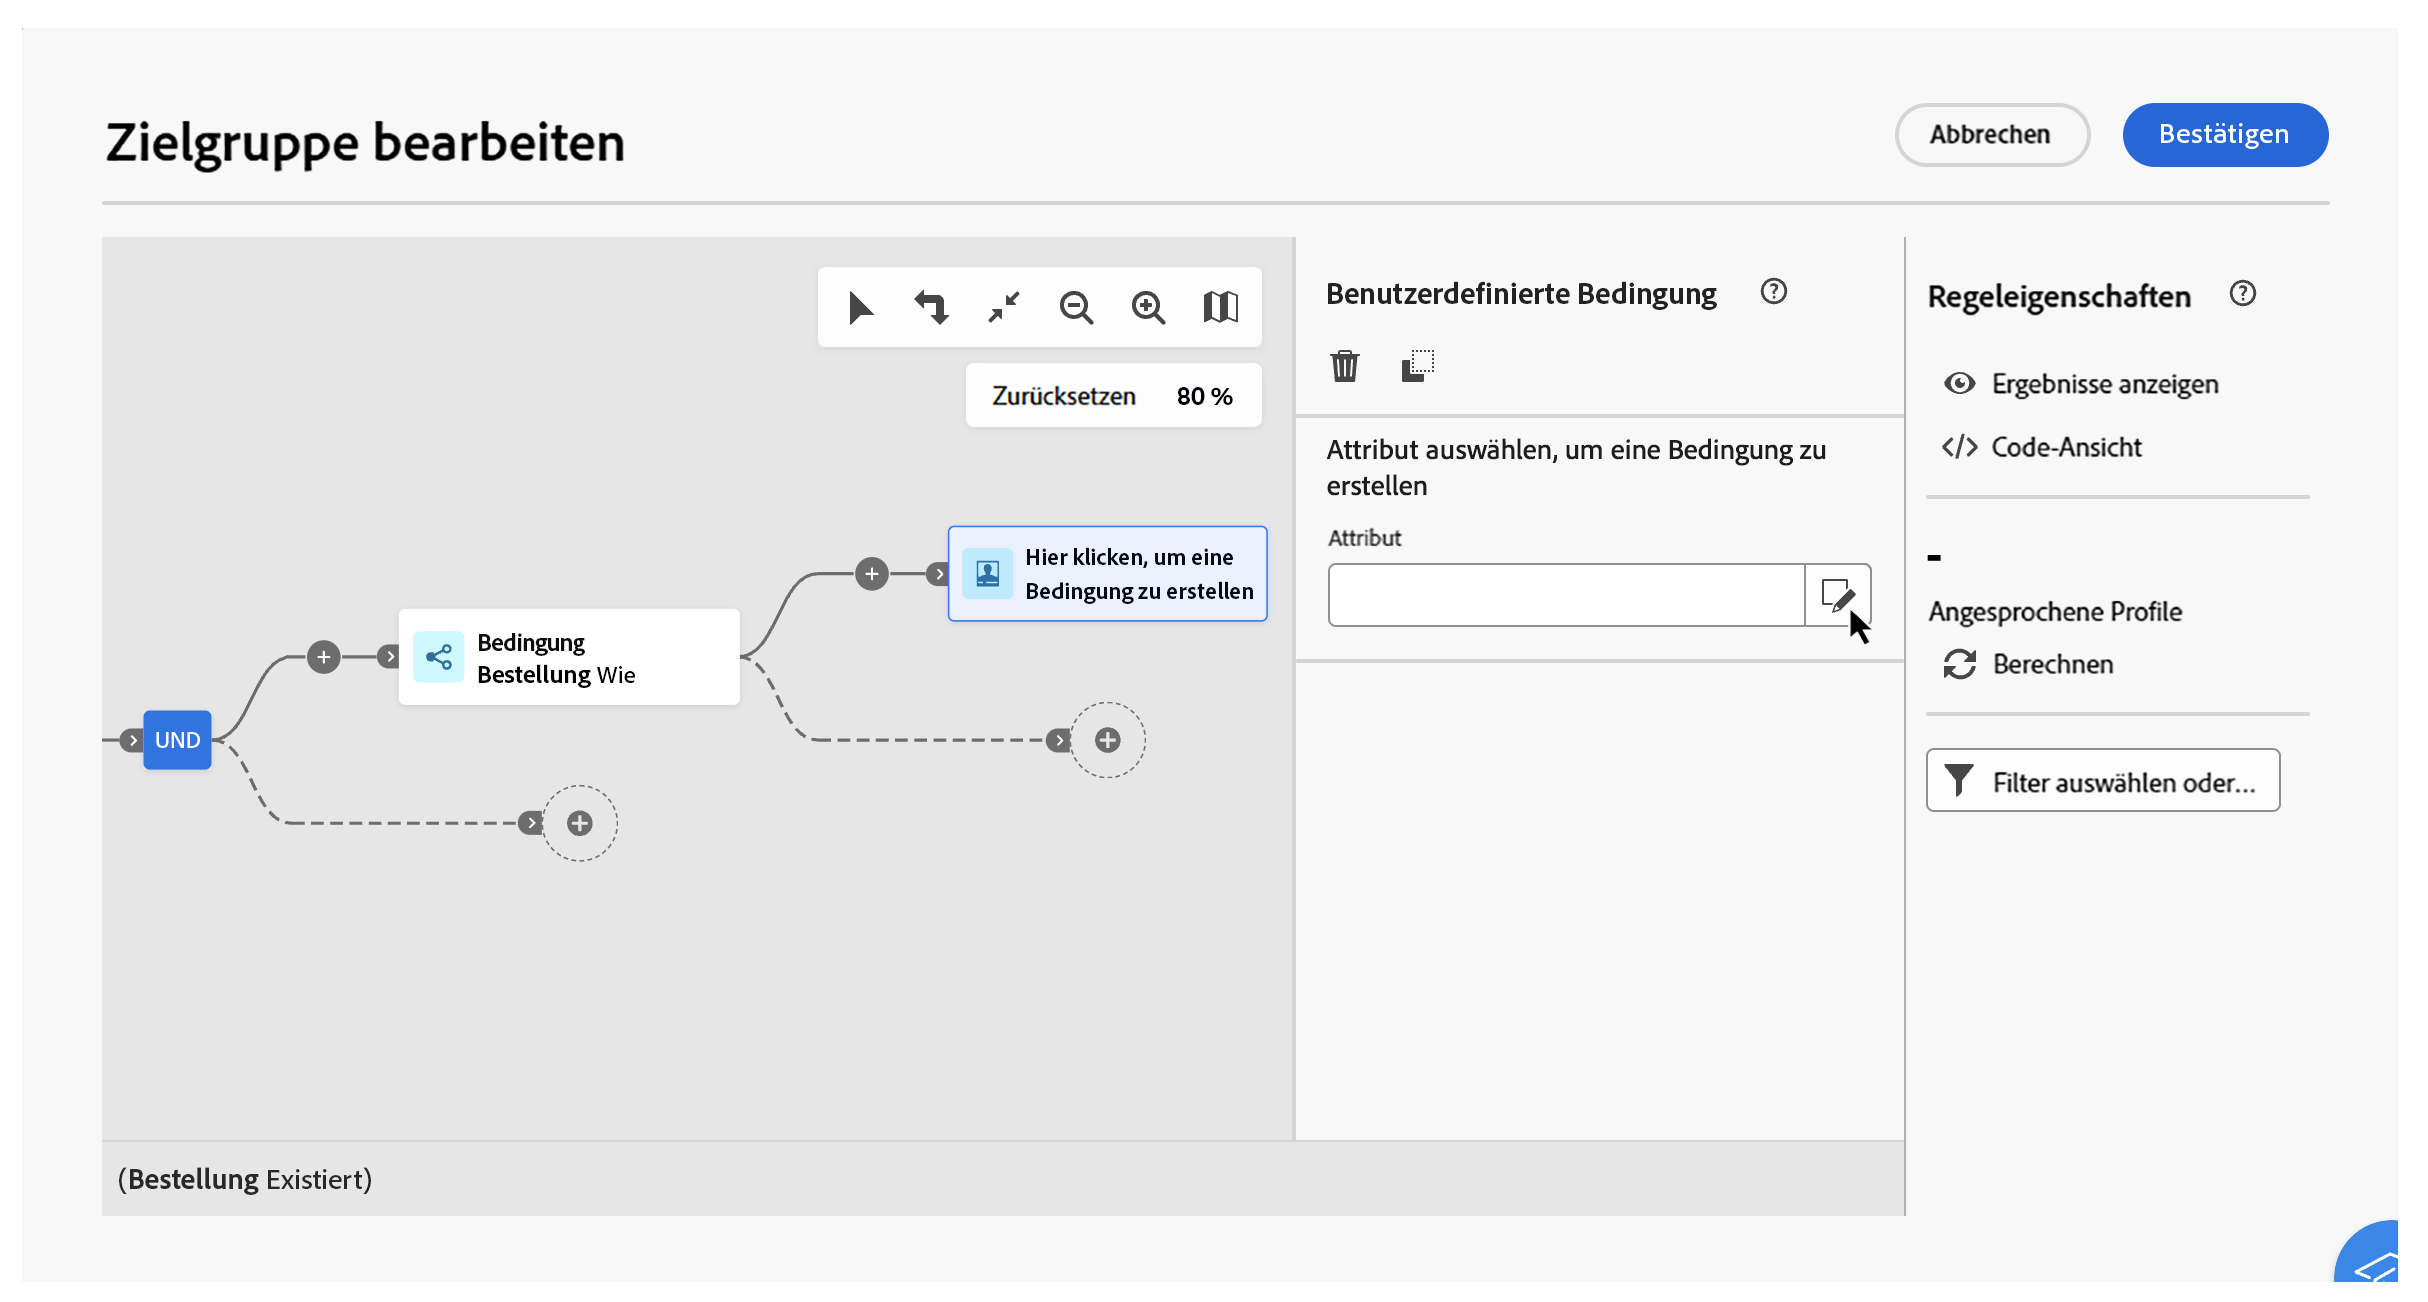 Zielgruppe bearbeiten
Abbrechen
Bestätigen
Zurücksetzen 80 %
Hier klicken, um eine
Bedingung zu erstellen
Bedingung
Bestellung Wie
UND
(Bestellung Existiert)
Benutzerdefinierte Bedingung
Attribut auswählen, um eine Bedingung zu
erstellen
Attribut
Regeleigenschaften
Ergebnisse anzeigen
</> Code-Ansicht
-
Angesprochene Profile
Berechnen
Filter auswählen oder...